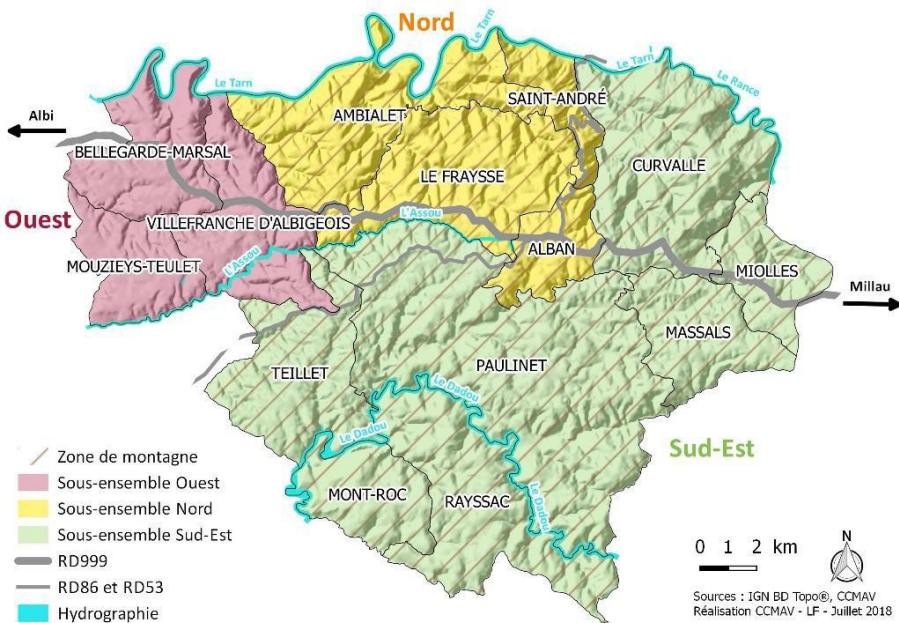 Nord
Le Tarn
Le Tarn
Le Tarn
Le Rance
SAINT-ANDRÉ
Albi
AMBIALET
BELLEGARDE-MARSAL
CURVALLE
LE FRAYSSE
Ouest
VILLEFRANCHE D'ALBIGEOIS
L'Assou
ALBAN
MOUZIEYS-TEULET
L'Assou
MIOLLES
Millau
MASSALS
TEILLET
PAULINET
Le Dadou
Le Dadou
Sud-Est
MONT-ROC
RAYSSAC
Le Dadou
Zone de montagne
Sous-ensemble Ouest
Sous-ensemble Nord
Sous-ensemble Sud-Est
RD999
RD86 et RD53
Hydrographie
0 1 2 km
N
Sources : IGN BD Topo®, CCMAV
Réalisation CCMAV - LF - Juillet 2018